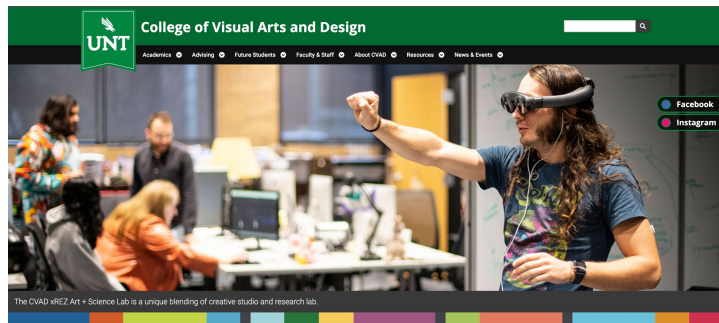 UNT
College of Visual Arts and Design
Academics Advising Future Students Faculty & Staff About CVAD Resources News & Events
Facebook
Instagram
The CVAD xREZ Art + Science Lab is a unique blending of creative studio and research lab.